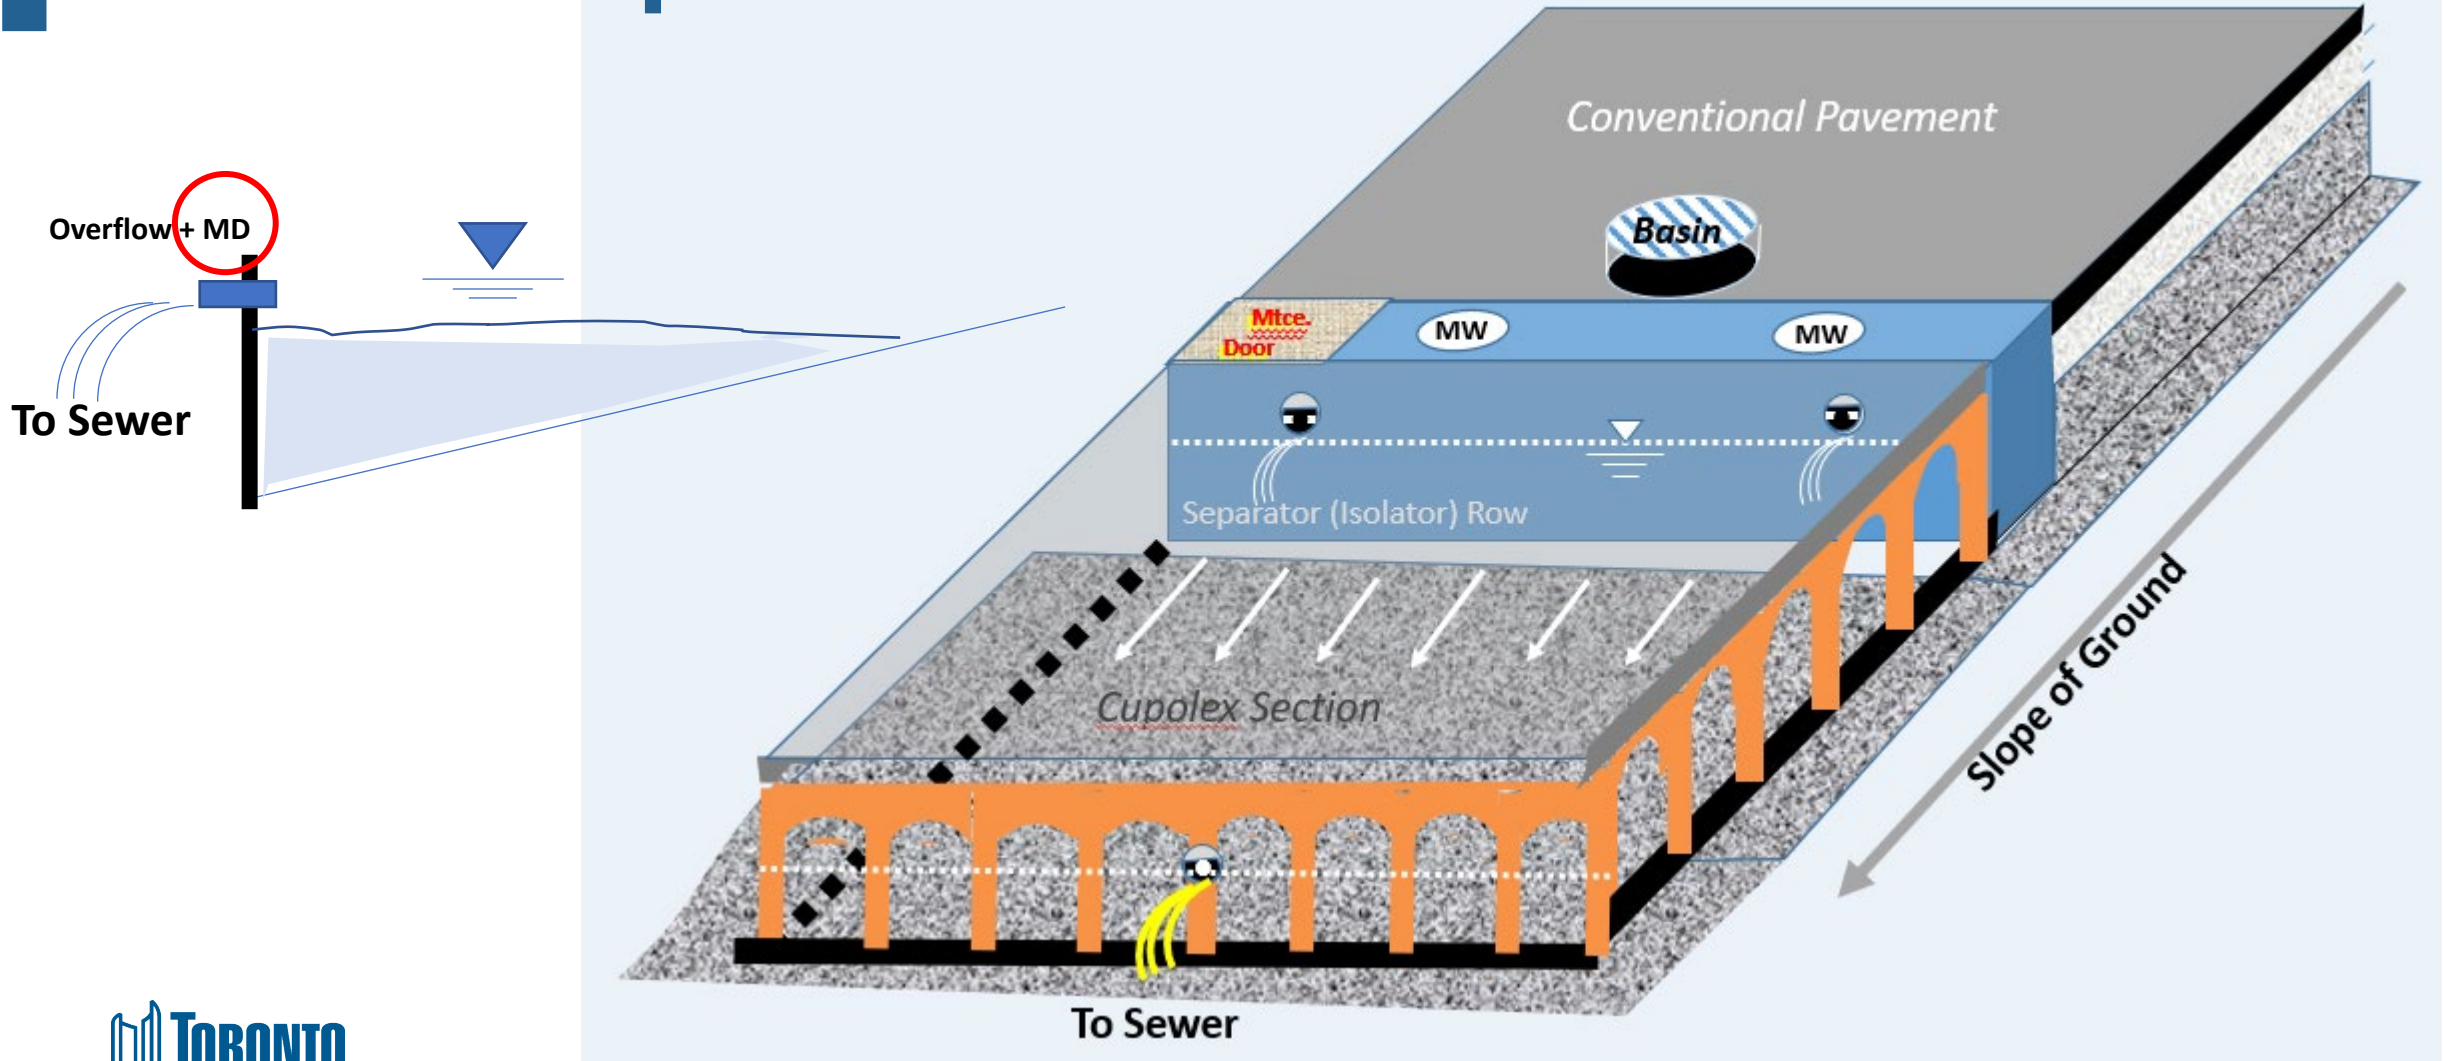 Overflow + MD
To Sewer
Conventional Pavement
Basin
Mtce.
Door
MW
MW
Separator (Isolator) Row
Cupolex Section
Slope of Ground
To Sewer
TORONTO